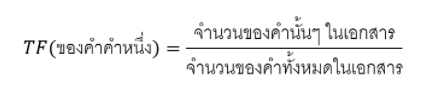 จำนวนของคำนั้นๆ ในเอกสาร
TF(ของคำคำหนึ่ง) =
จำนวนของคำทั้งหมดในเอกสาร